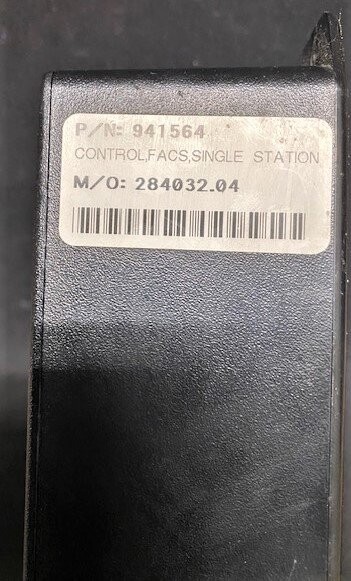 P/N: 941564
CONTROL,FACS,SINGLE STATION
M/O: 284032.04